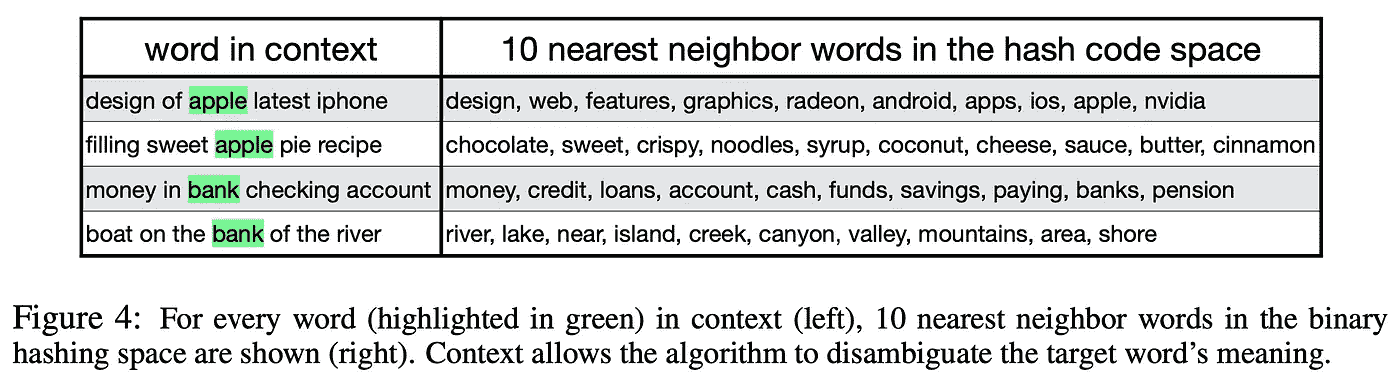 word in context 10 nearest neighbor words in the hash code space
design of apple latest iphone design, web, features, graphics, radeon, android, apps, ios, apple, nvidia
filling sweet apple pie recipe chocolate, sweet, crispy, noodles, syrup, coconut, cheese, sauce, butter, cinnamon
money in bank checking account money, credit, loans, account, cash, funds, savings, paying, banks, pension
boat on the bank of the river river, lake, near, island, creek, canyon, valley, mountains, area, shore
Figure 4: For every word (highlighted in green) in context (left), 10 nearest neighbor words in the binary
hashing space are shown (right). Context allows the algorithm to disambiguate the target word's meaning.